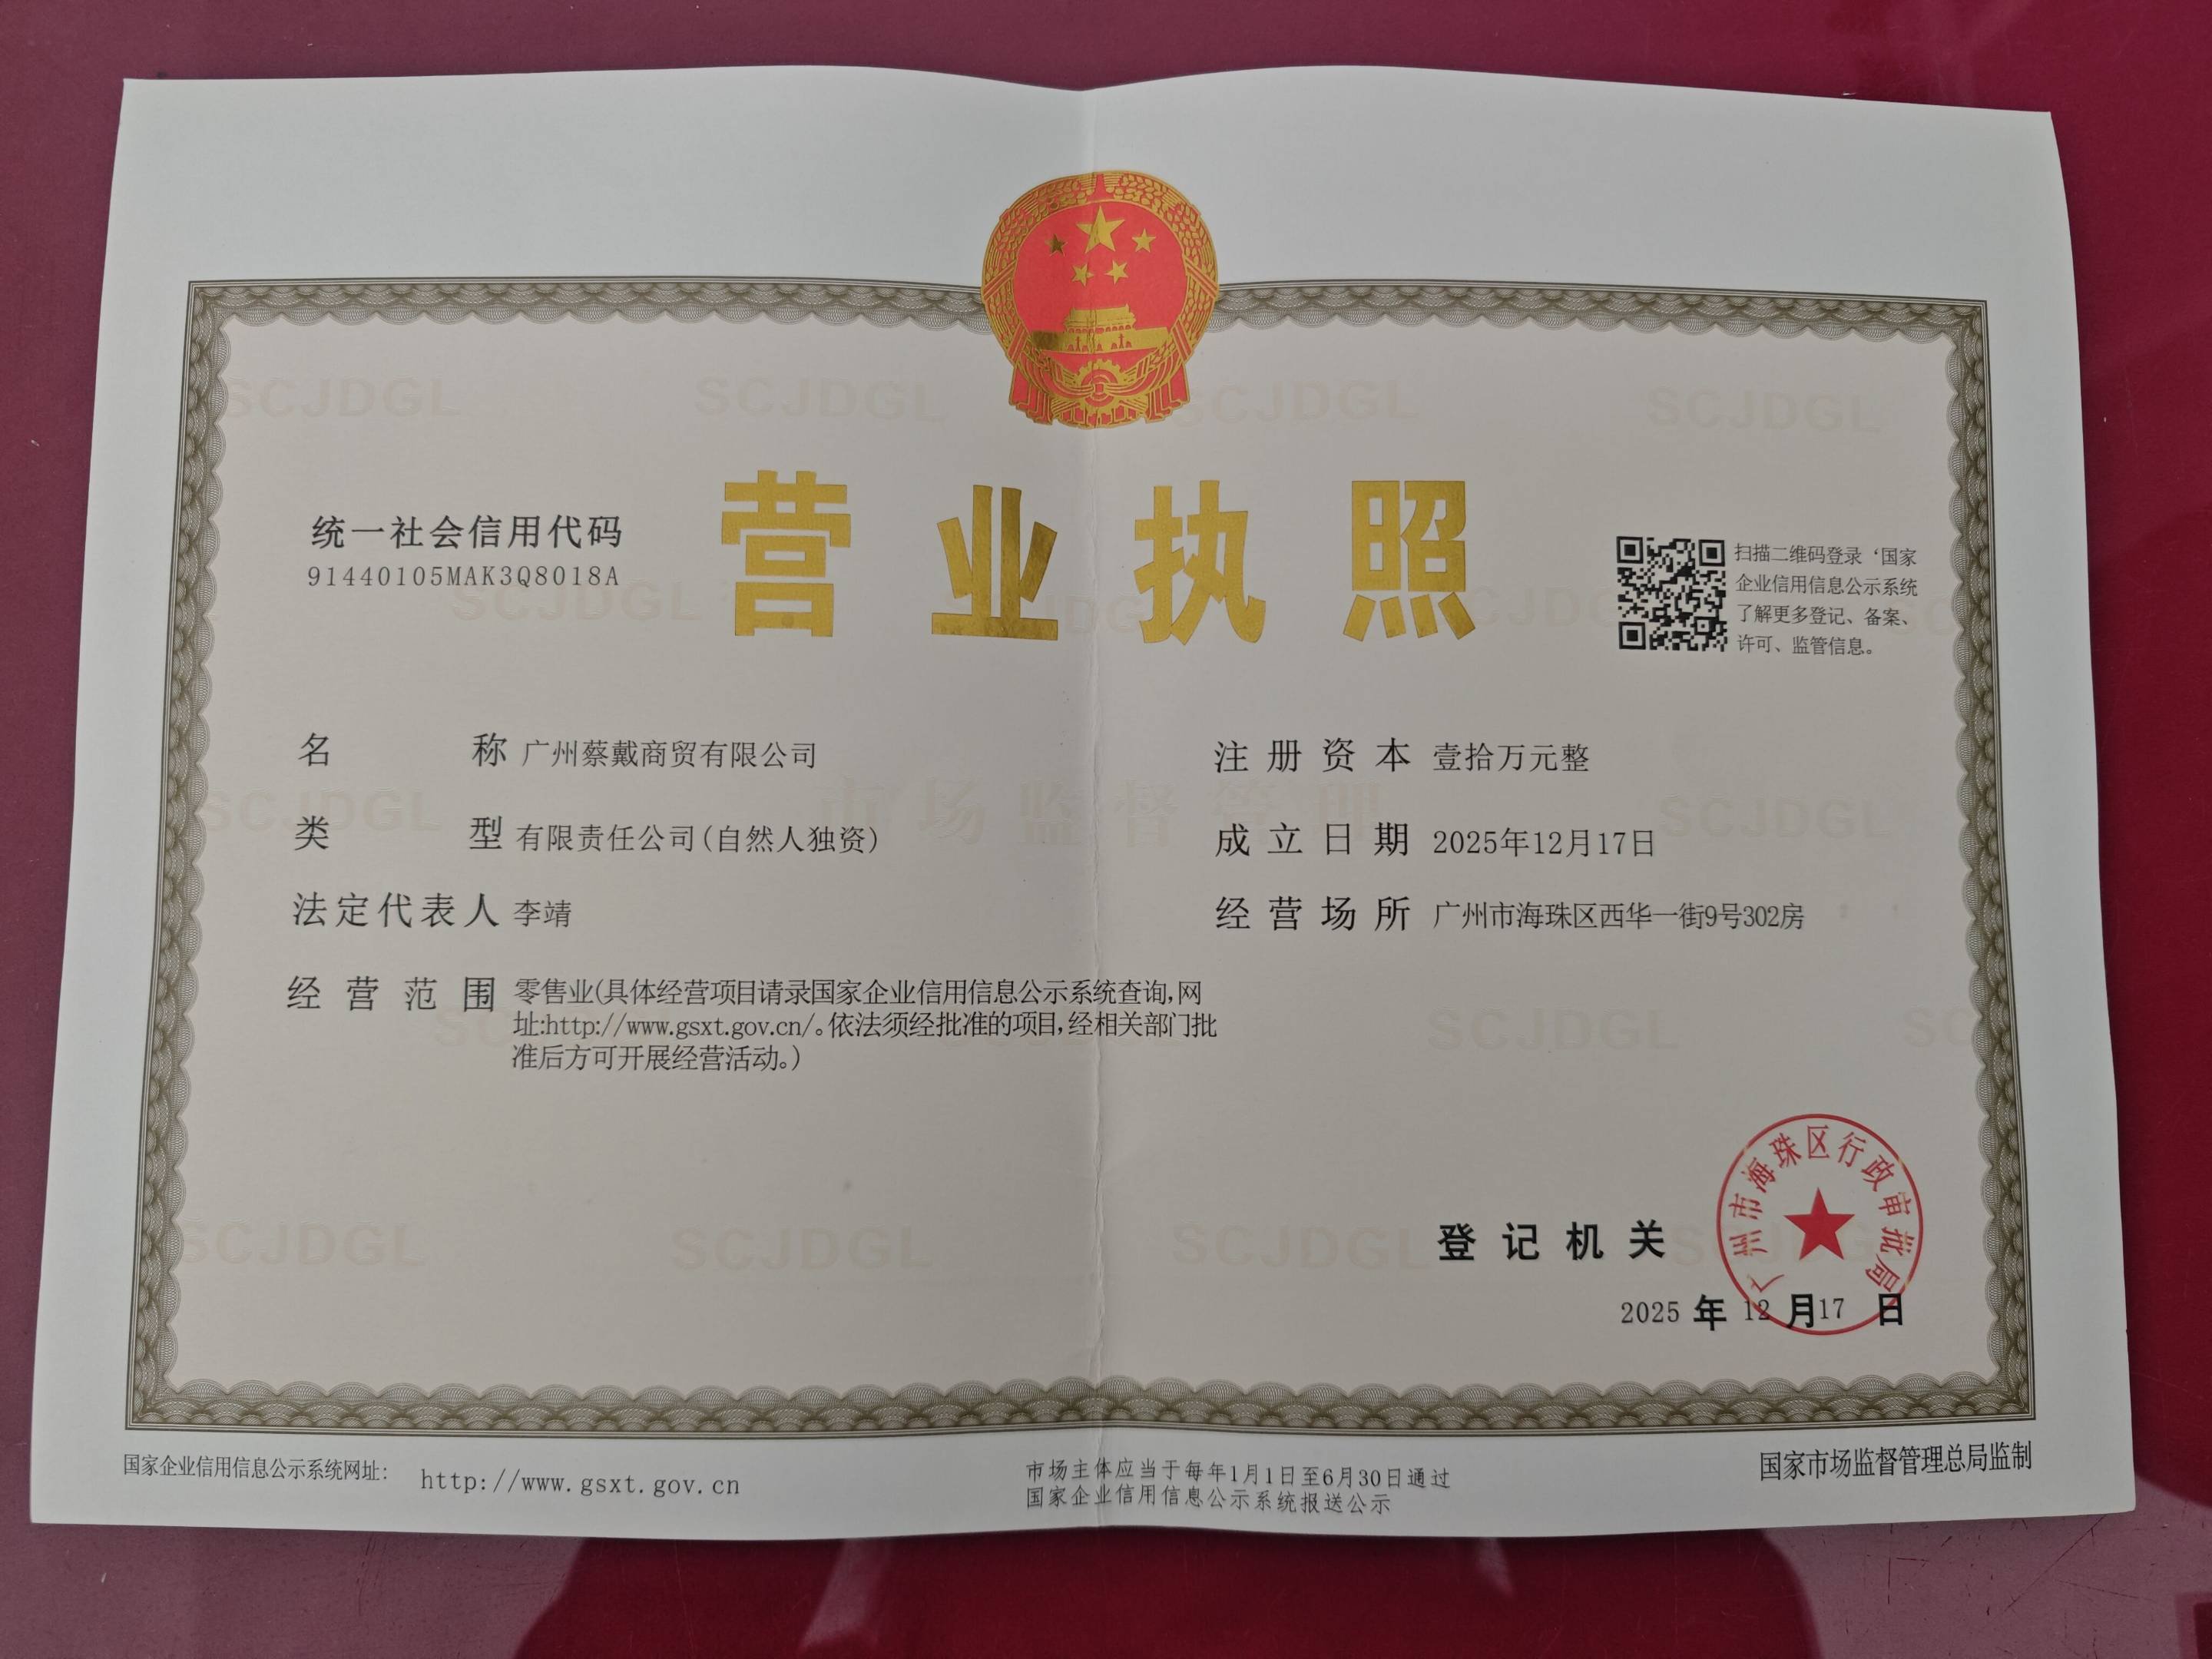 营业执照
统一社会信用代码
91440105MAK3Q8018A
扫描二维码登录‘国家
企业信用信息公示系统
了解更多登记、备案、
许可、监管信息。
名称 广州蔡戴商贸有限公司
类型 有限责任公司(自然人独资)
法定代表人 李靖
经营范围 零售业(具体经营项目请录国家企业信用信息公示系统查询,网
址:http://www.gsxt.gov.cn/。依法须经批准的项目,经相关部门批
准后方可开展经营活动。)
注册资本 壹拾万元整
成立日期 2025年12月17日
经营场所 广州市海珠区西华一街9号302房
登记机关
广州市海珠区行政审批局
2025 年 12 月 17 日
国家企业信用信息公示系统网址: http://www.gsxt.gov.cn
市场主体应当于每年1月1日至6月30日通过
国家企业信用信息公示系统报送公示
国家市场监督管理总局监制
SCJDGL
市场监督管理